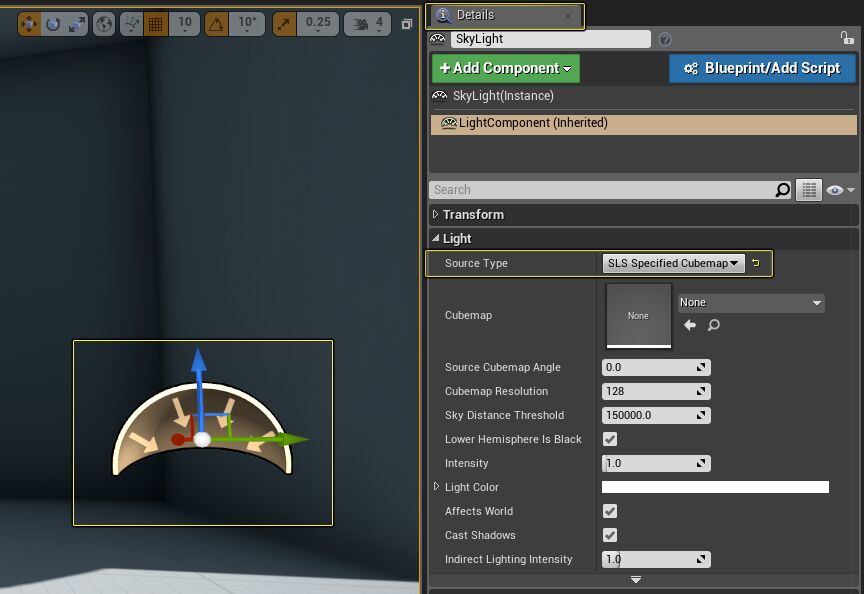 10
10°
0.25
4
Details
SkyLight
Add Component
Blueprint/Add Script
SkyLight(Instance)
LightComponent (Inherited)
Search
Transform
Light
Source Type
SLS Specified Cubemap
Cubemap
None
None
Source Cubemap Angle
0.0
Cubemap Resolution
128
Sky Distance Threshold
150000.0
Lower Hemisphere Is Black
Intensity
1.0
Light Color
Affects World
Cast Shadows
Indirect Lighting Intensity
1.0